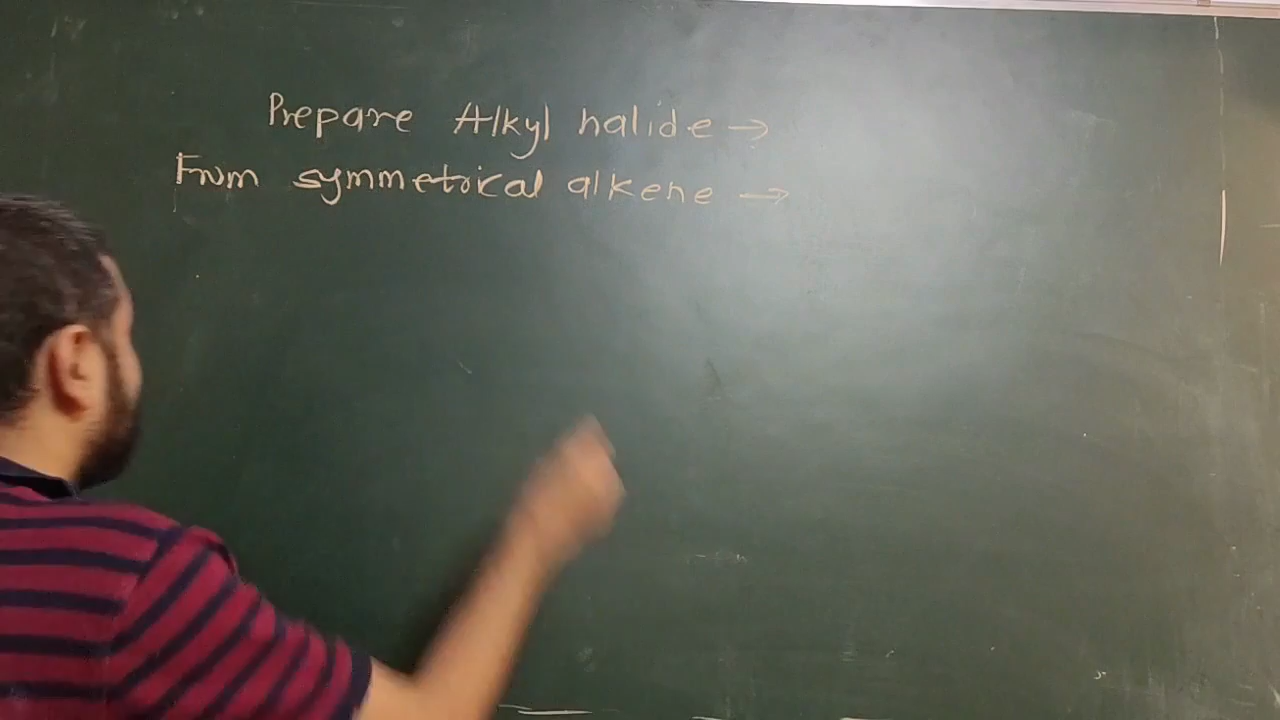 Prepare Alkyl halide →
From symmetrical alkene →